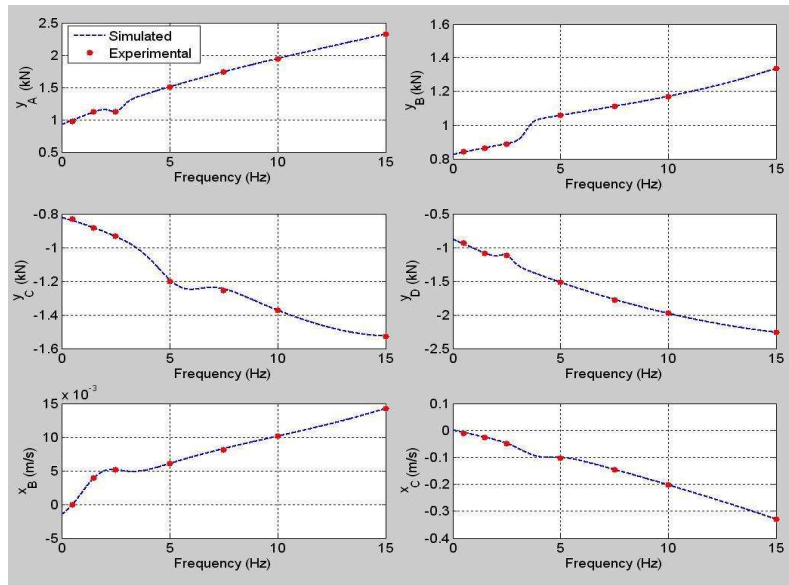 2.5
2
1.5
1
0.5
y_A (kN)
Simulated
Experimental
0 5 10 15
Frequency (Hz)
1.6
1.4
1.2
1
0.8
y_B (kN)
0 5 10 15
Frequency (Hz)
-0.8
-1
-1.2
-1.4
-1.6
y_C (kN)
0 5 10 15
Frequency (Hz)
-0.5
-1
-1.5
-2
-2.5
y_D (kN)
0 5 10 15
Frequency (Hz)
x 10^-3
15
10
5
0
-5
x_B (m/s)
0 5 10 15
Frequency (Hz)
0.1
0
-0.1
-0.2
-0.3
-0.4
x_C (m/s)
0 5 10 15
Frequency (Hz)